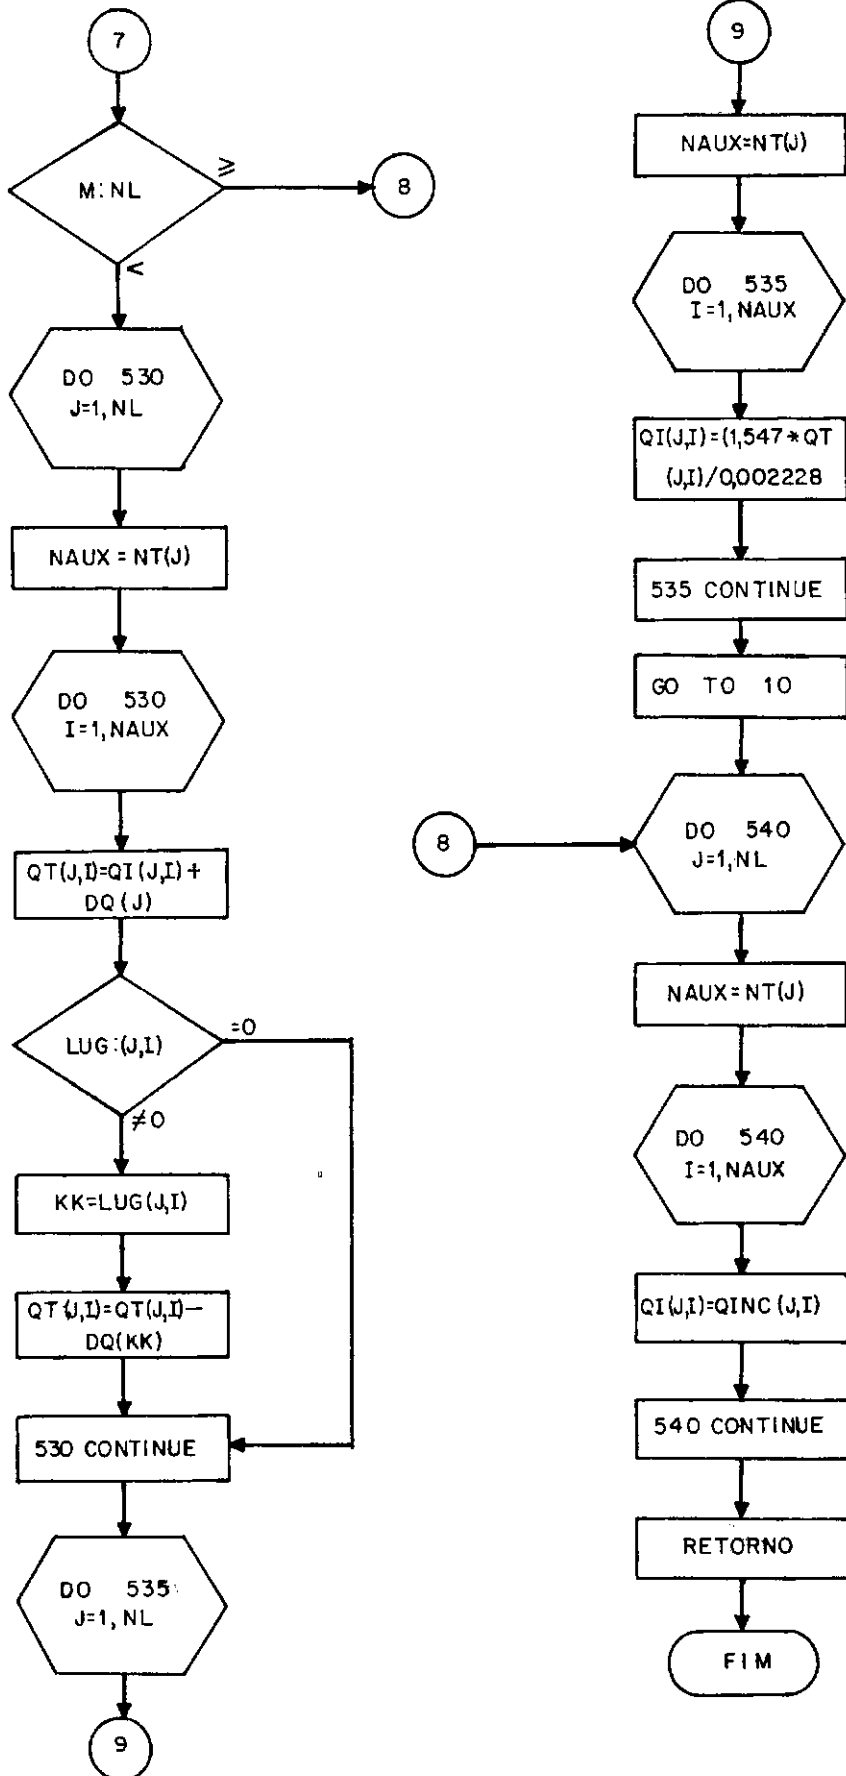 7
M:NL
≥
8
<
DO 530
J=1, NL
NAUX = NT(J)
DO 530
I=1, NAUX
QT(J,I)=QI(J,I)+
DQ(J)
LUG:(J,I)
=0
≠0
KK=LUG(J,I)
QT(J,I)=QT(J,I)-
DQ(KK)
530 CONTINUE
DO 535
J=1, NL
9
9
NAUX=NT(J)
DO 535
I=1, NAUX
QI(J,I)=(1,547*QT
(J,I)/0,002228
535 CONTINUE
GO TO 10
8
DO 540
J=1, NL
NAUX=NT(J)
DO 540
I=1, NAUX
QI(J,I)=QINC(J,I)
540 CONTINUE
RETORNO
FIM